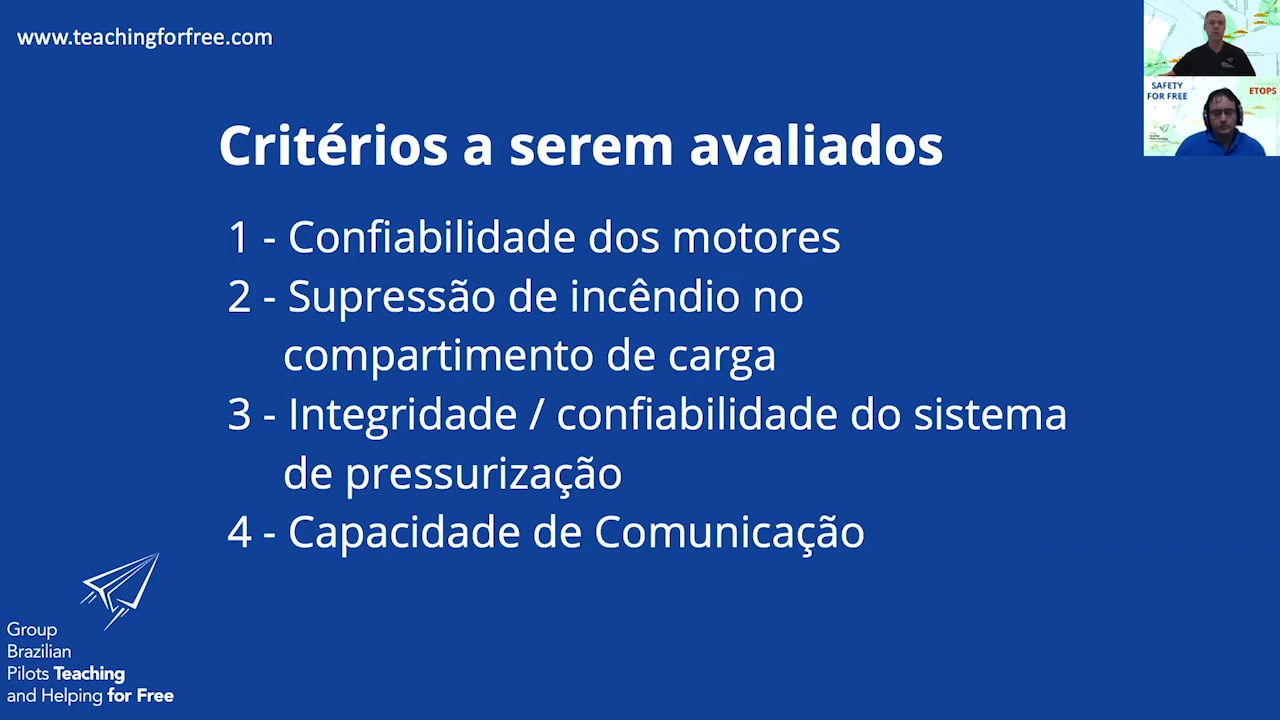 www.teachingforfree.com
SAFETY
FOR FREE
ETOPS
Critérios a serem avaliados
1 - Confiabilidade dos motores
2 - Supressão de incêndio no
compartimento de carga
3 - Integridade / confiabilidade do sistema
de pressurização
4 - Capacidade de Comunicação
Group
Brazilian
Pilots Teaching
and Helping for Free